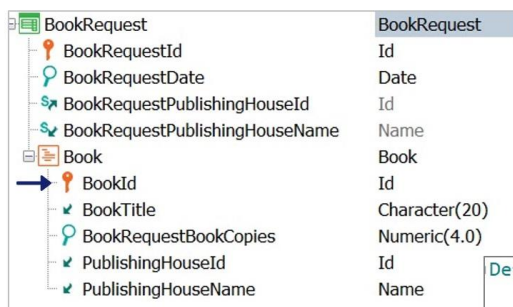 BookRequest BookRequest
BookRequestId Id
BookRequestDate Date
BookRequestPublishingHouseId Id
BookRequestPublishingHouseName Name
Book Book
BookId Id
BookTitle Character(20)
BookRequestBookCopies Numeric(4.0)
PublishingHouseId Id
De
PublishingHouseName Name